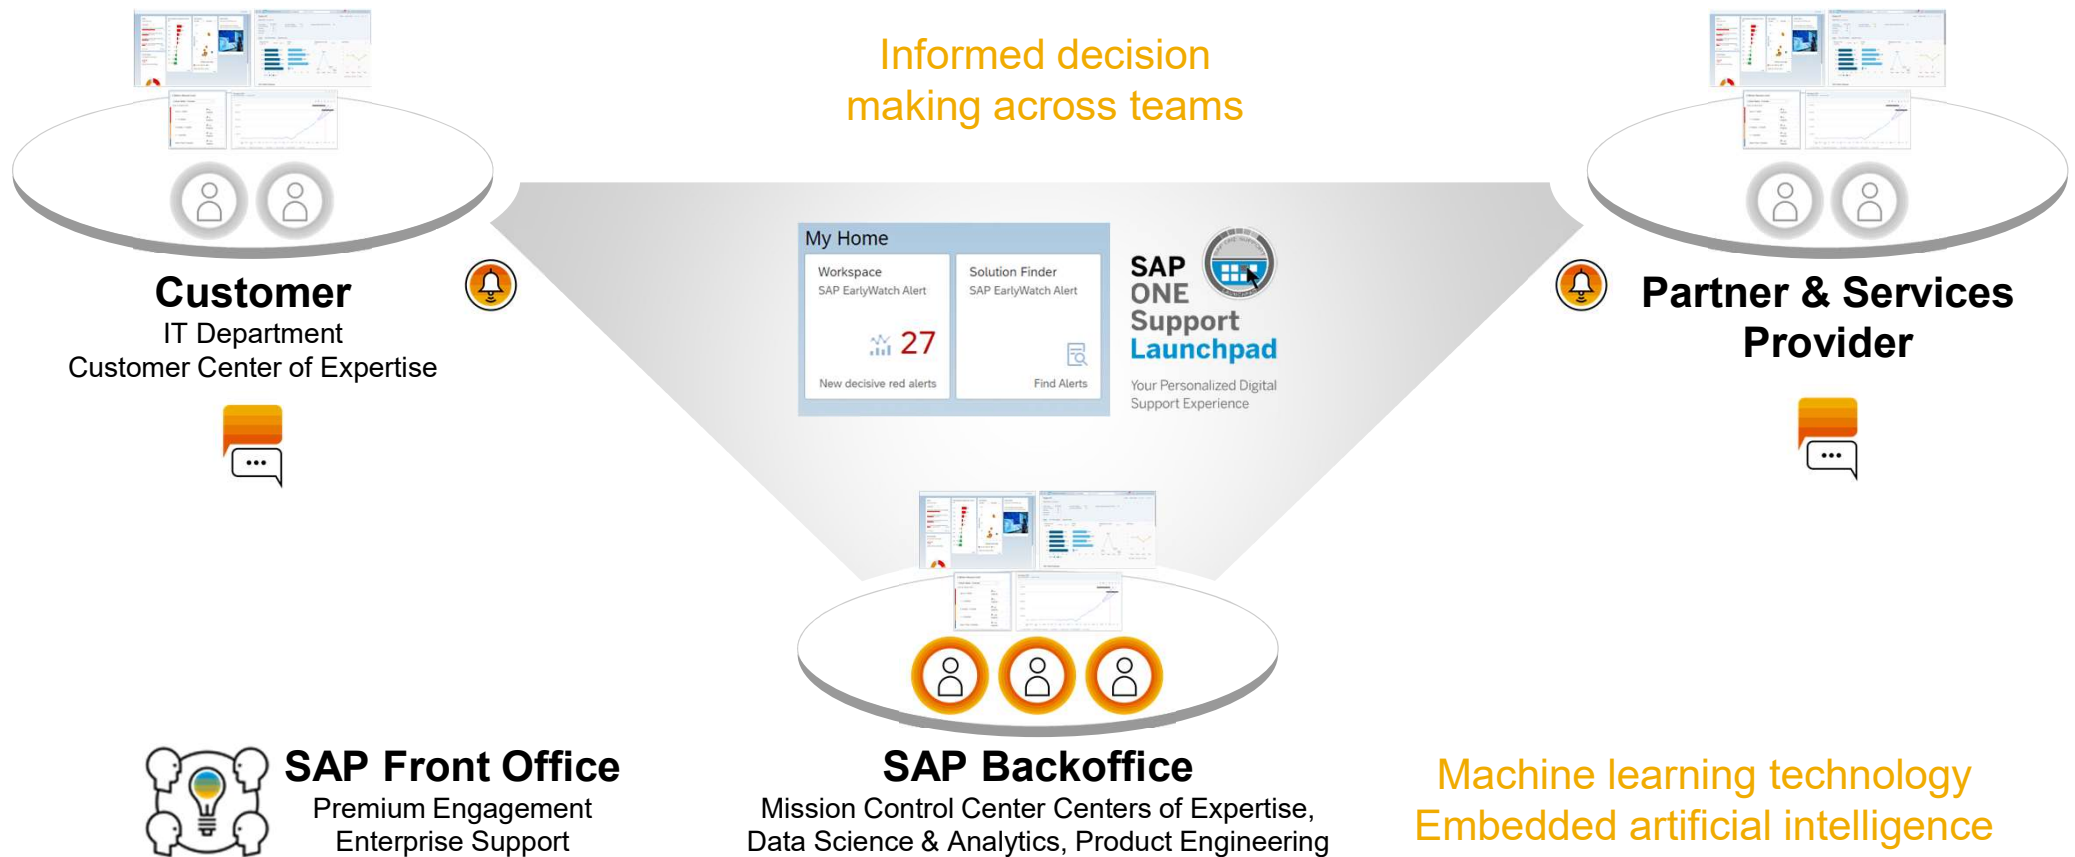 Informed decision
making across teams
My Home
Workspace
SAP EarlyWatch Alert
27
New decisive red alerts
Solution Finder
SAP EarlyWatch Alert
Find Alerts
SAP
ONE
Support
Launchpad
Your Personalized Digital
Support Experience
Customer
IT Department
Customer Center of Expertise
Partner & Services
Provider
SAP Front Office
Premium Engagement
Enterprise Support
SAP Backoffice
Mission Control Center Centers of Expertise,
Data Science & Analytics, Product Engineering
Machine learning technology
Embedded artificial intelligence